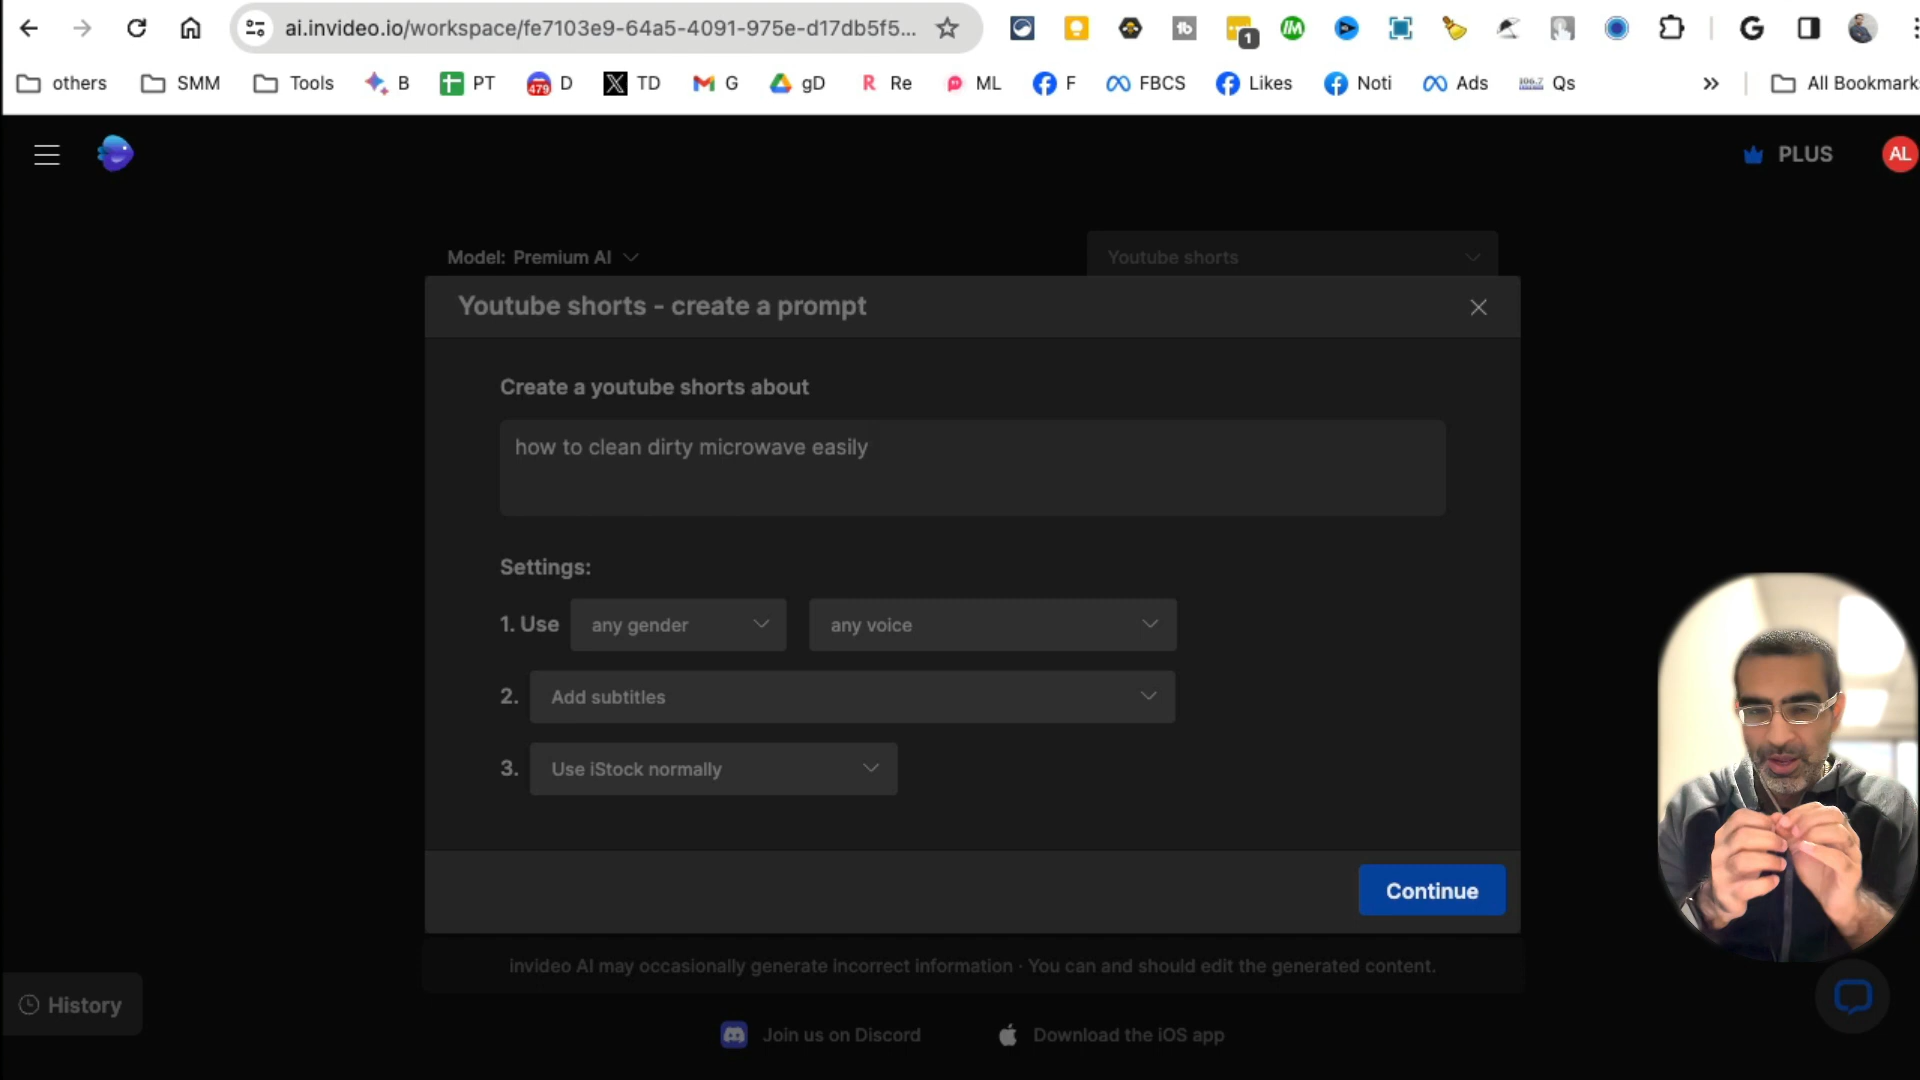 ai.invideo.io/workspace/fe7103e9-64a5-4091-975e-d17db5f5...
1
others SMM Tools B PT 479 D TD G gD Re ML F FBCS Likes Noti Ads Qs All Bookmark
PLUS AL
Model: Premium AI Youtube shorts
Youtube shorts - create a prompt
Create a youtube shorts about
how to clean dirty microwave easily
Settings:
1. Use any gender any voice
2. Add subtitles
3. Use iStock normally
Continue
invideo AI may occasionally generate incorrect information · You can and should edit the generated content.
History
Join us on Discord Download the iOS app